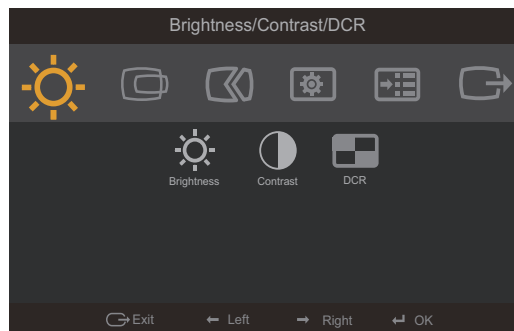 Brightness/Contrast/DCR
Brightness Contrast DCR
Exit Left Right OK